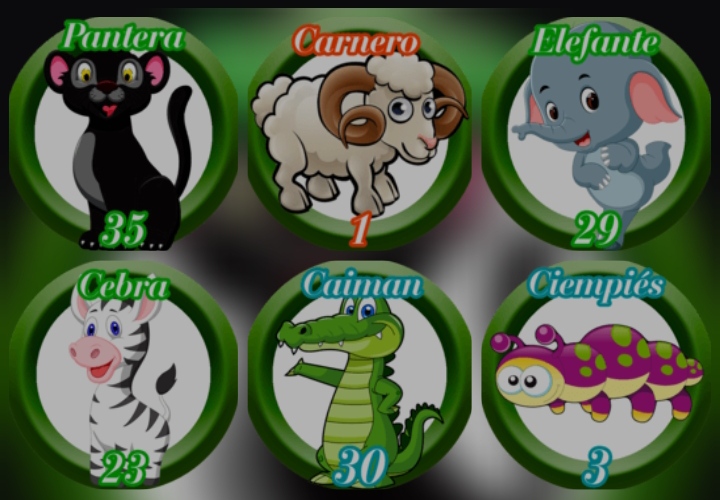 Pantera
Carnero
Elefante
35
1
29
Cebra
Caiman
Ciempiés
23
30
3